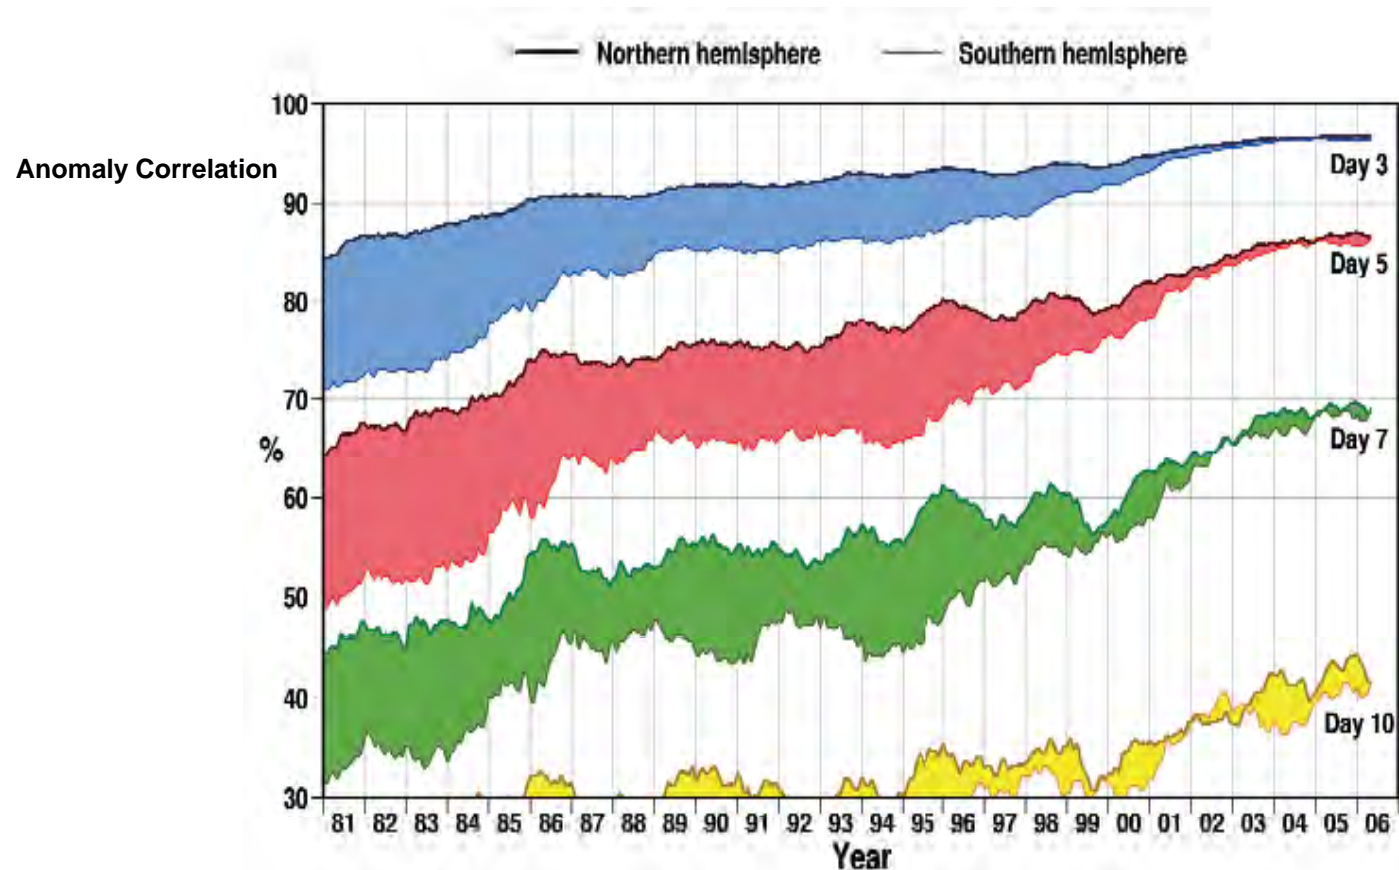 Northern hemisphere Southern hemisphere
100
Anomaly Correlation
Day 3
90
Day 5
80
70
%
Day 7
60
50
40
Day 10
30
81 82 83 84 85 86 87 88 89 90 91 92 93 94 95 96 97 98 99 00 01 02 03 04 05 06
Year